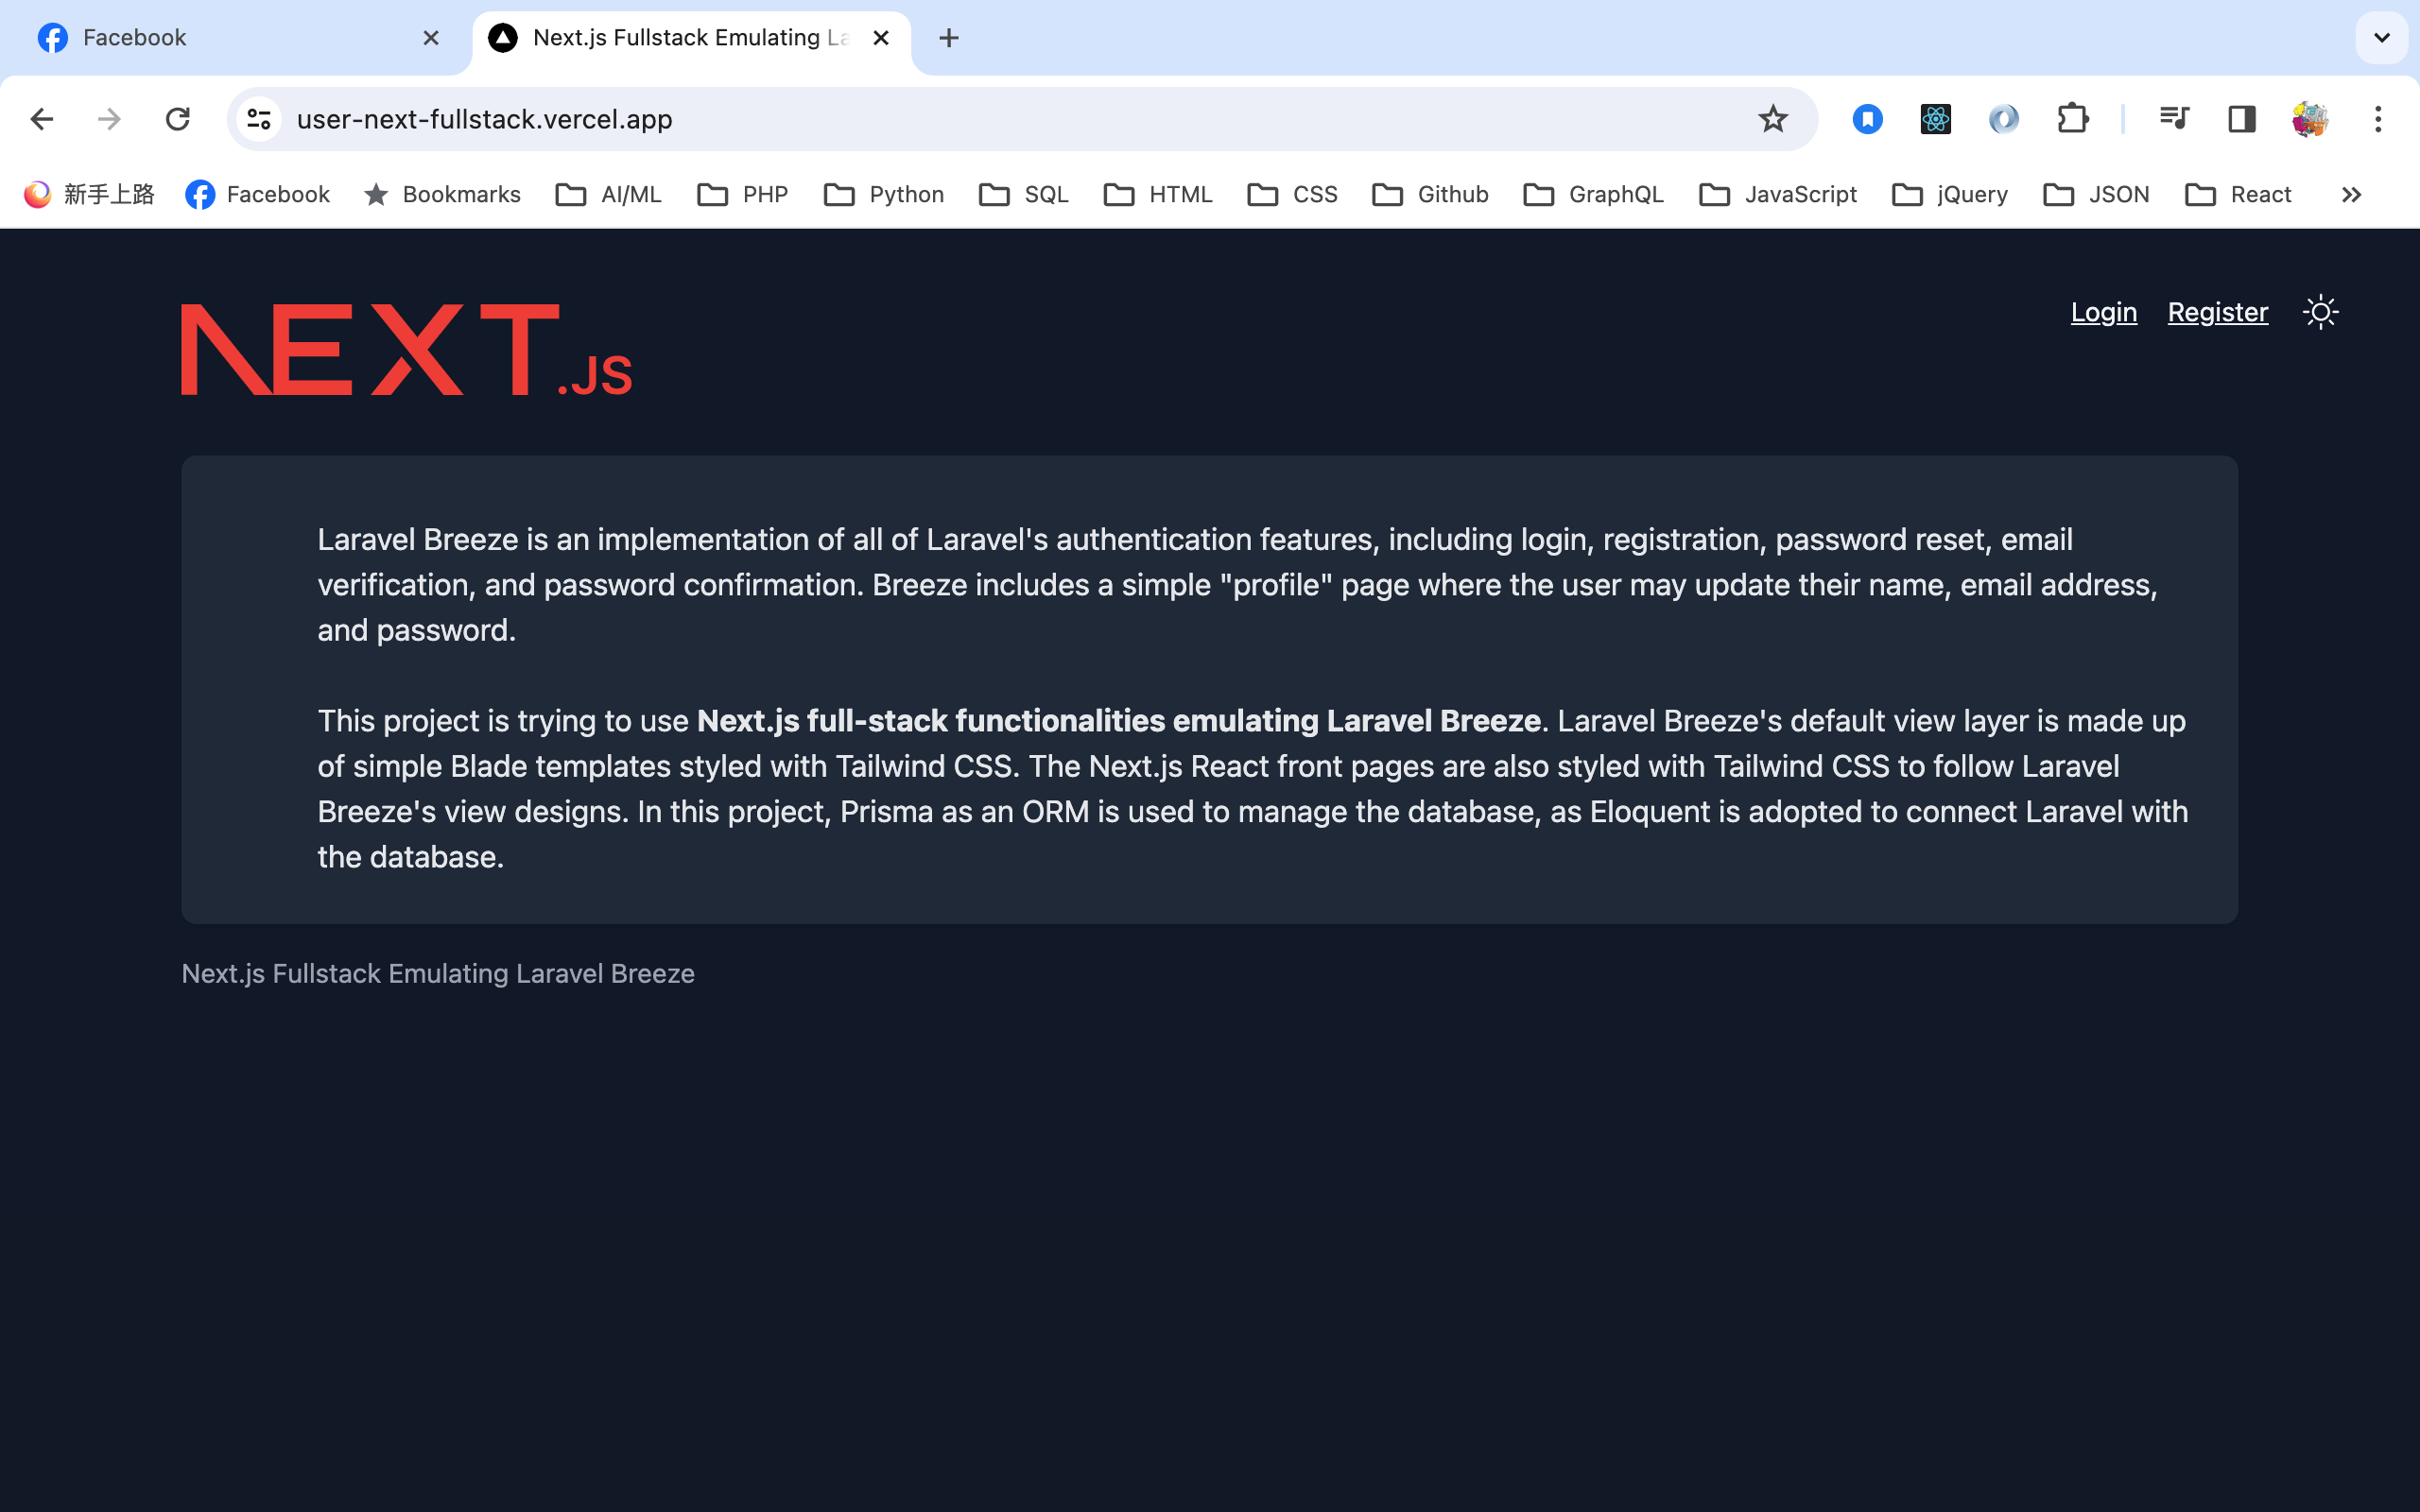 Facebook
Next.js Fullstack Emulating La
user-next-fullstack.vercel.app
新手上路 Facebook Bookmarks AI/ML PHP Python SQL HTML CSS Github GraphQL JavaScript jQuery JSON React
NEXT.JS
Login Register
Laravel Breeze is an implementation of all of Laravel's authentication features, including login, registration, password reset, email
verification, and password confirmation. Breeze includes a simple "profile" page where the user may update their name, email address,
and password.
This project is trying to use Next.js full-stack functionalities emulating Laravel Breeze. Laravel Breeze's default view layer is made up
of simple Blade templates styled with Tailwind CSS. The Next.js React front pages are also styled with Tailwind CSS to follow Laravel
Breeze's view designs. In this project, Prisma as an ORM is used to manage the database, as Eloquent is adopted to connect Laravel with
the database.
Next.js Fullstack Emulating Laravel Breeze